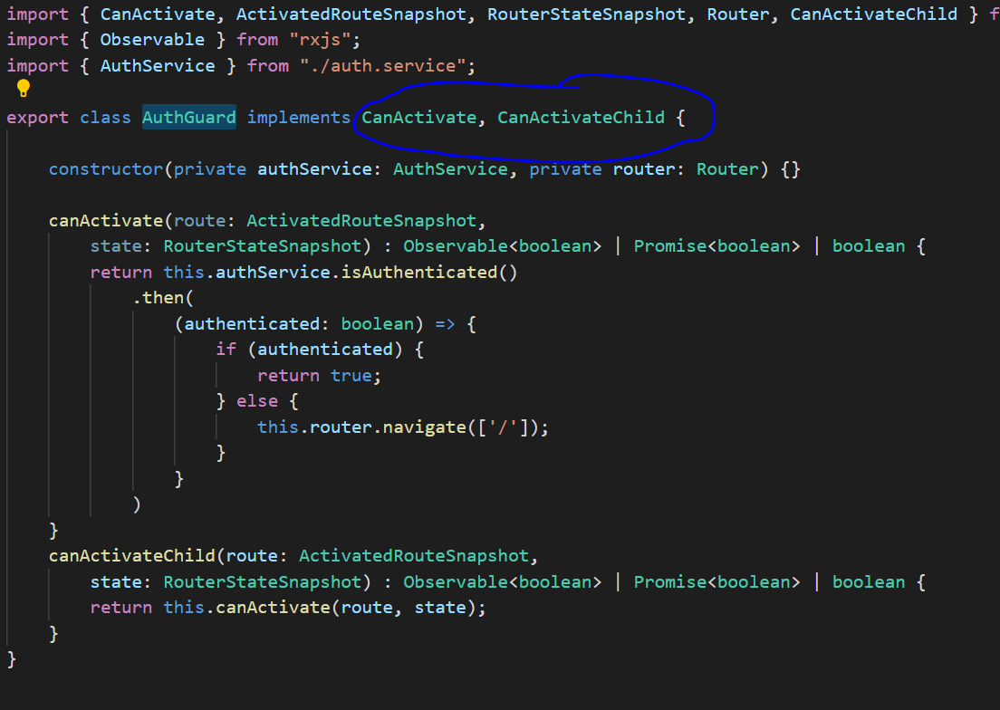 import { CanActivate, ActivatedRouteSnapshot, RouterStateSnapshot, Router, CanActivateChild } f
import { Observable } from "rxjs";
import { AuthService } from "./auth.service";
export class AuthGuard implements CanActivate, CanActivateChild {
constructor(private authService: AuthService, private router: Router) {}
canActivate(route: ActivatedRouteSnapshot,
state: RouterStateSnapshot) : Observable<boolean> | Promise<boolean> | boolean {
return this.authService.isAuthenticated()
.then(
(authenticated: boolean) => {
if (authenticated) {
return true;
} else {
this.router.navigate(['/']);
}
}
)
}
canActivateChild(route: ActivatedRouteSnapshot,
state: RouterStateSnapshot) : Observable<boolean> | Promise<boolean> | boolean {
return this.canActivate(route, state);
}
}